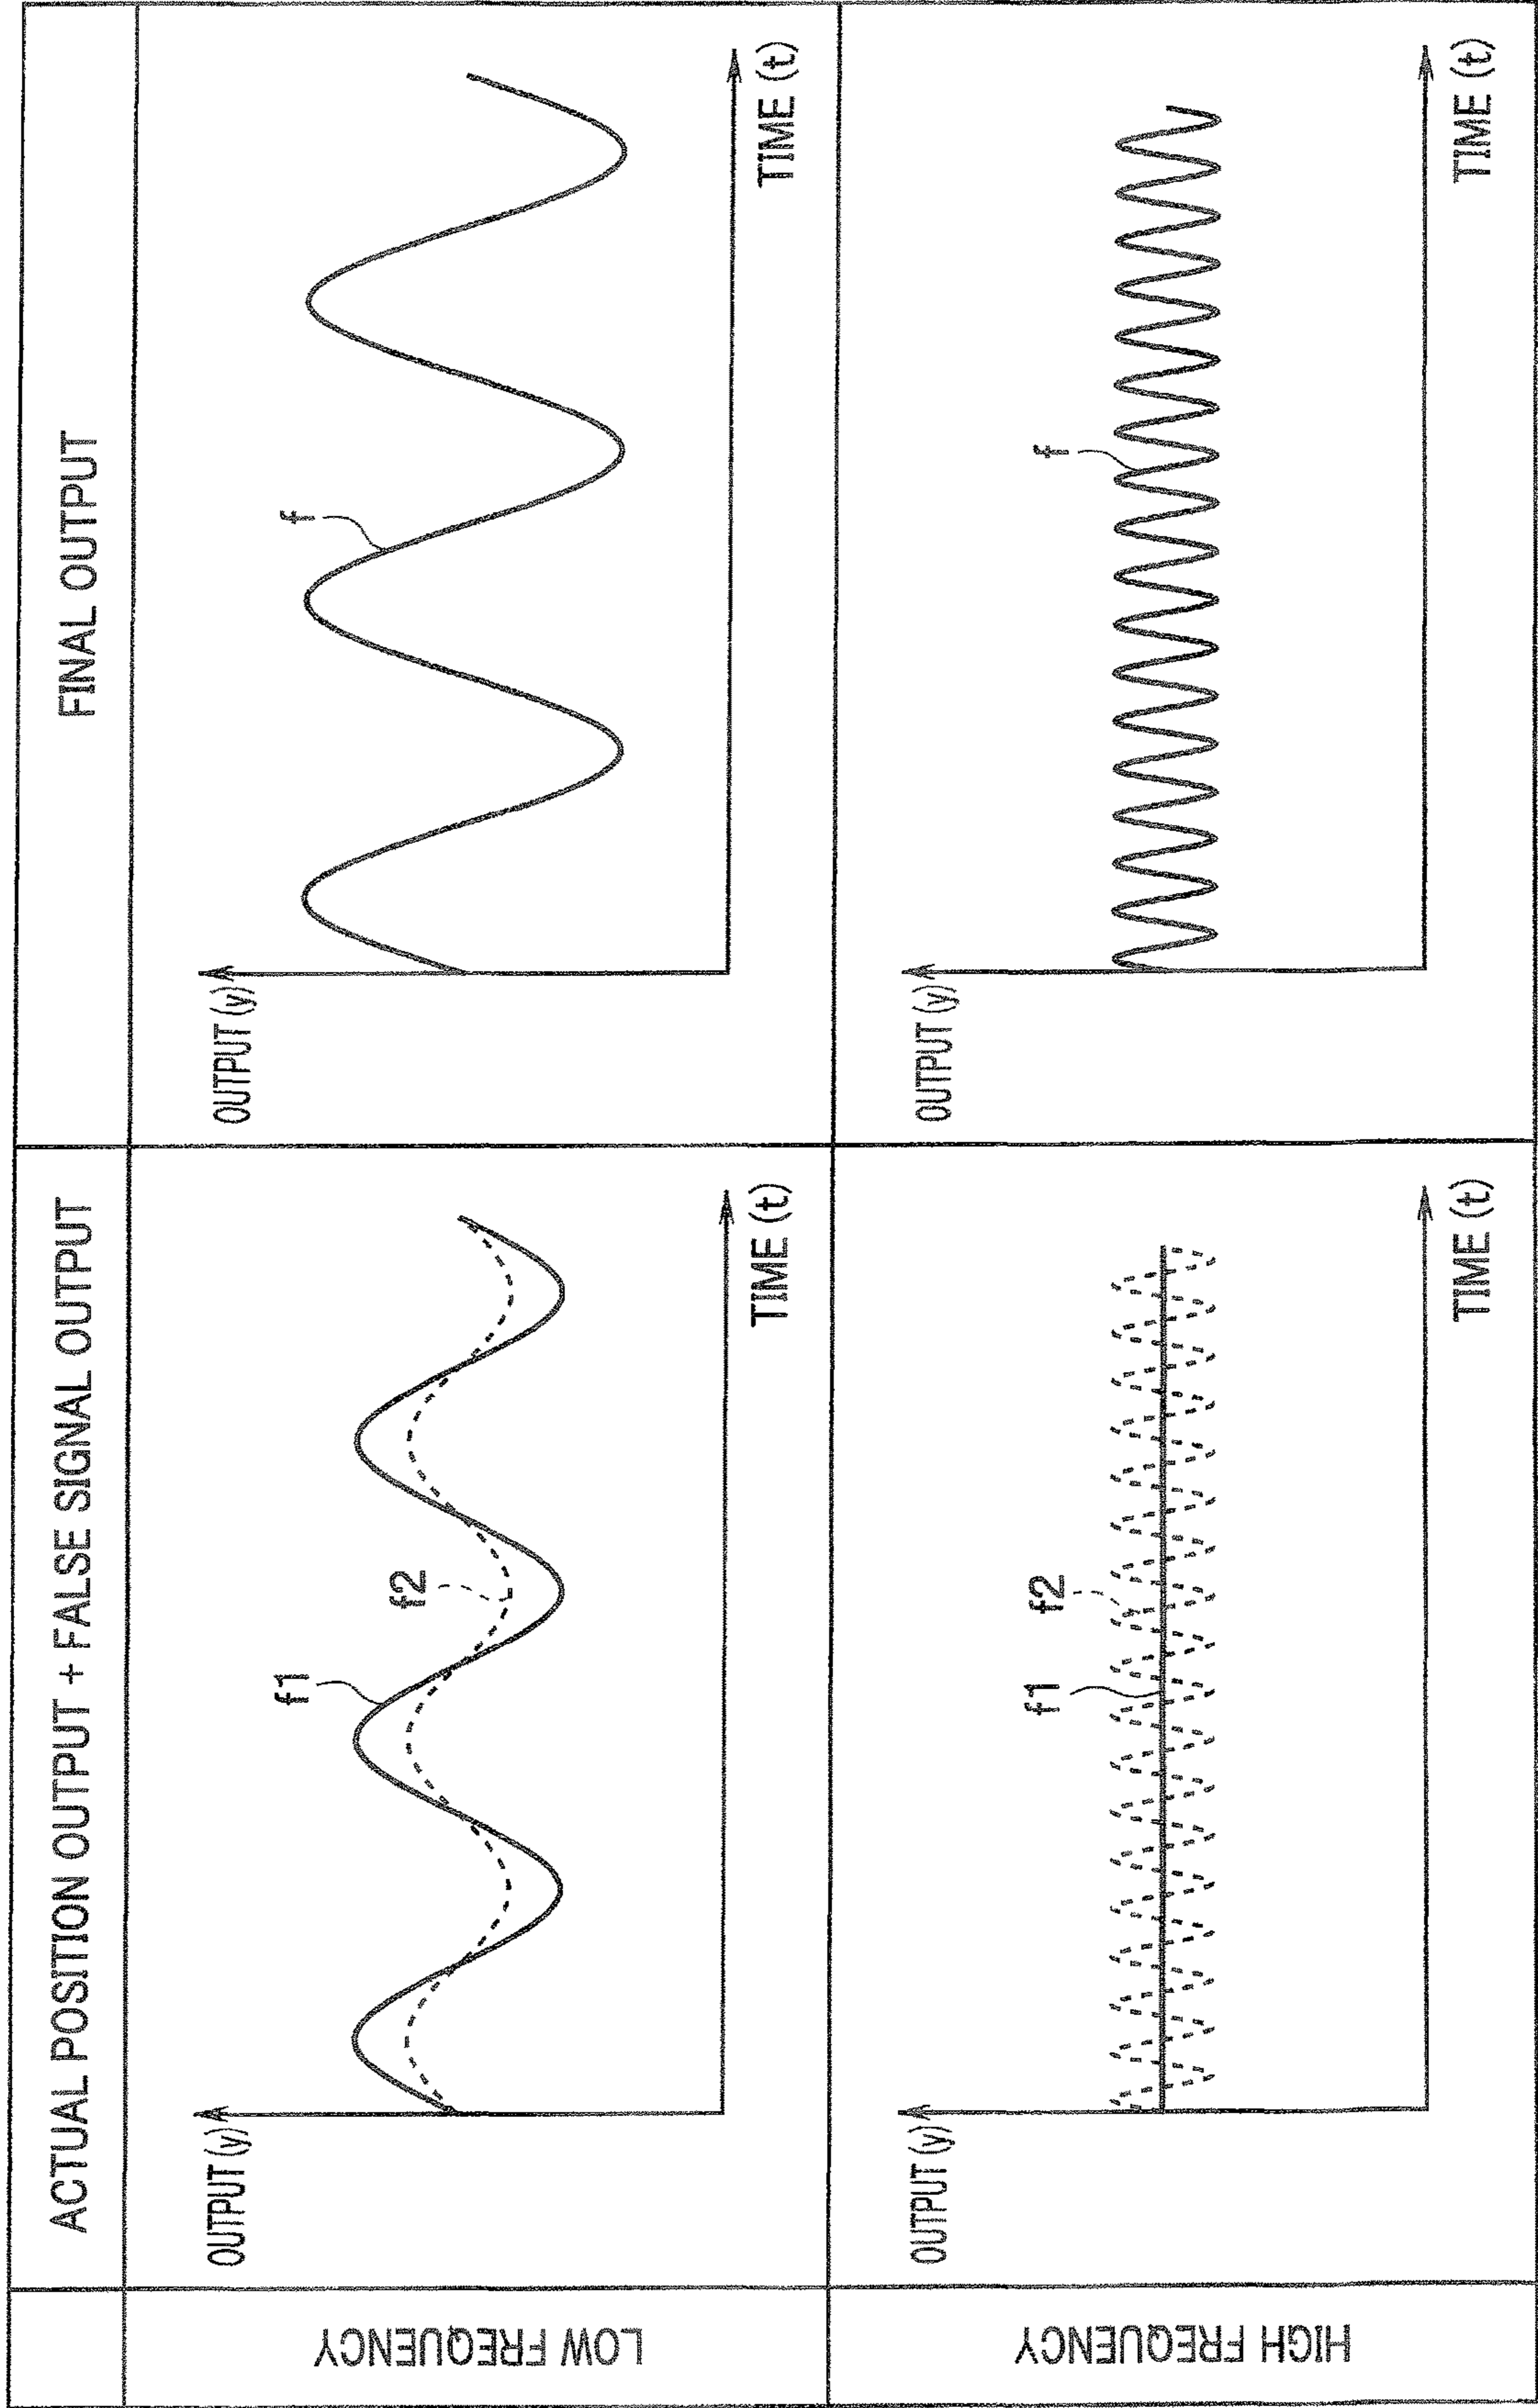 ACTUAL POSITION OUTPUT + FALSE SIGNAL OUTPUT
FINAL OUTPUT
LOW FREQUENCY
OUTPUT (y)
f1
f2
TIME (t)
OUTPUT (y)
f
TIME (t)
HIGH FREQUENCY
OUTPUT (y)
f1
f2
TIME (t)
OUTPUT (y)
f
TIME (t)